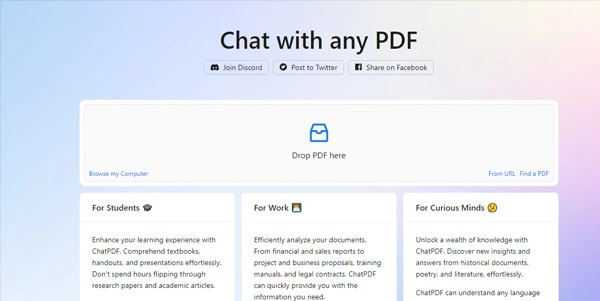 Chat with any PDF
Join Discord
Post to Twitter
Share on Facebook
Drop PDF here
Browse my Computer
From URL
Find a PDF
For Students
Enhance your learning experience with
ChatPDF. Comprehend textbooks,
handouts, and presentations effortlessly.
Don't spend hours flipping through
research papers and academic articles.
For Work
Efficiently analyze your documents.
From financial and sales reports to
project and business proposals, training
manuals, and legal contracts, ChatPDF
can quickly provide you with the
information you need.
For Curious Minds
Unlock a wealth of knowledge with
ChatPDF. Discover new insights and
answers from historical documents,
poetry, and literature, effortlessly.
ChatPDF can understand any language